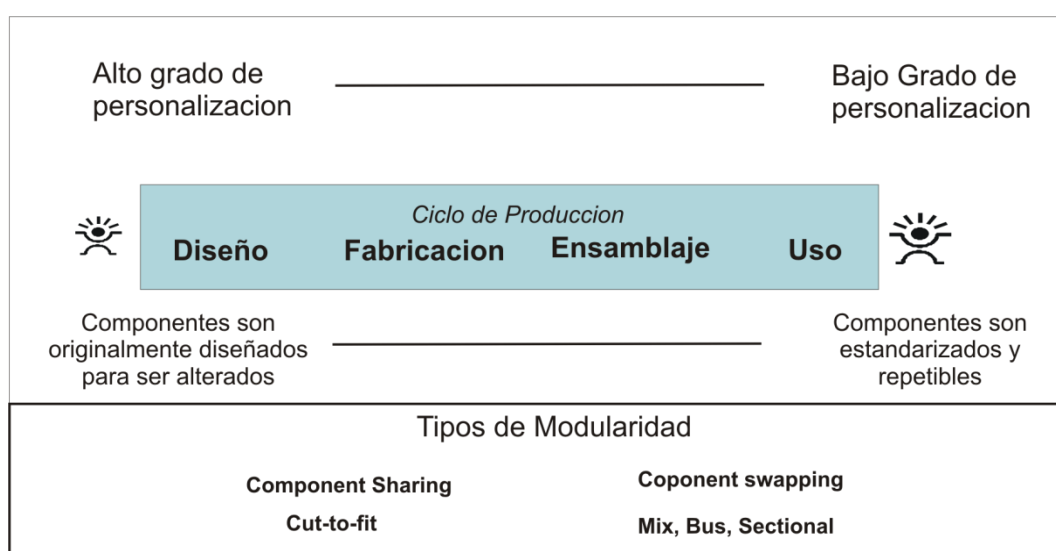 Alto grado de
personalizacion
Bajo Grado de
personalizacion
Ciclo de Produccion
Diseño Fabricacion Ensamblaje Uso
Componentes son
originalmente diseñados
para ser alterados
Componentes son
estandarizados y
repetibles
Tipos de Modularidad
Component Sharing
Cut-to-fit
Coponent swapping
Mix, Bus, Sectional